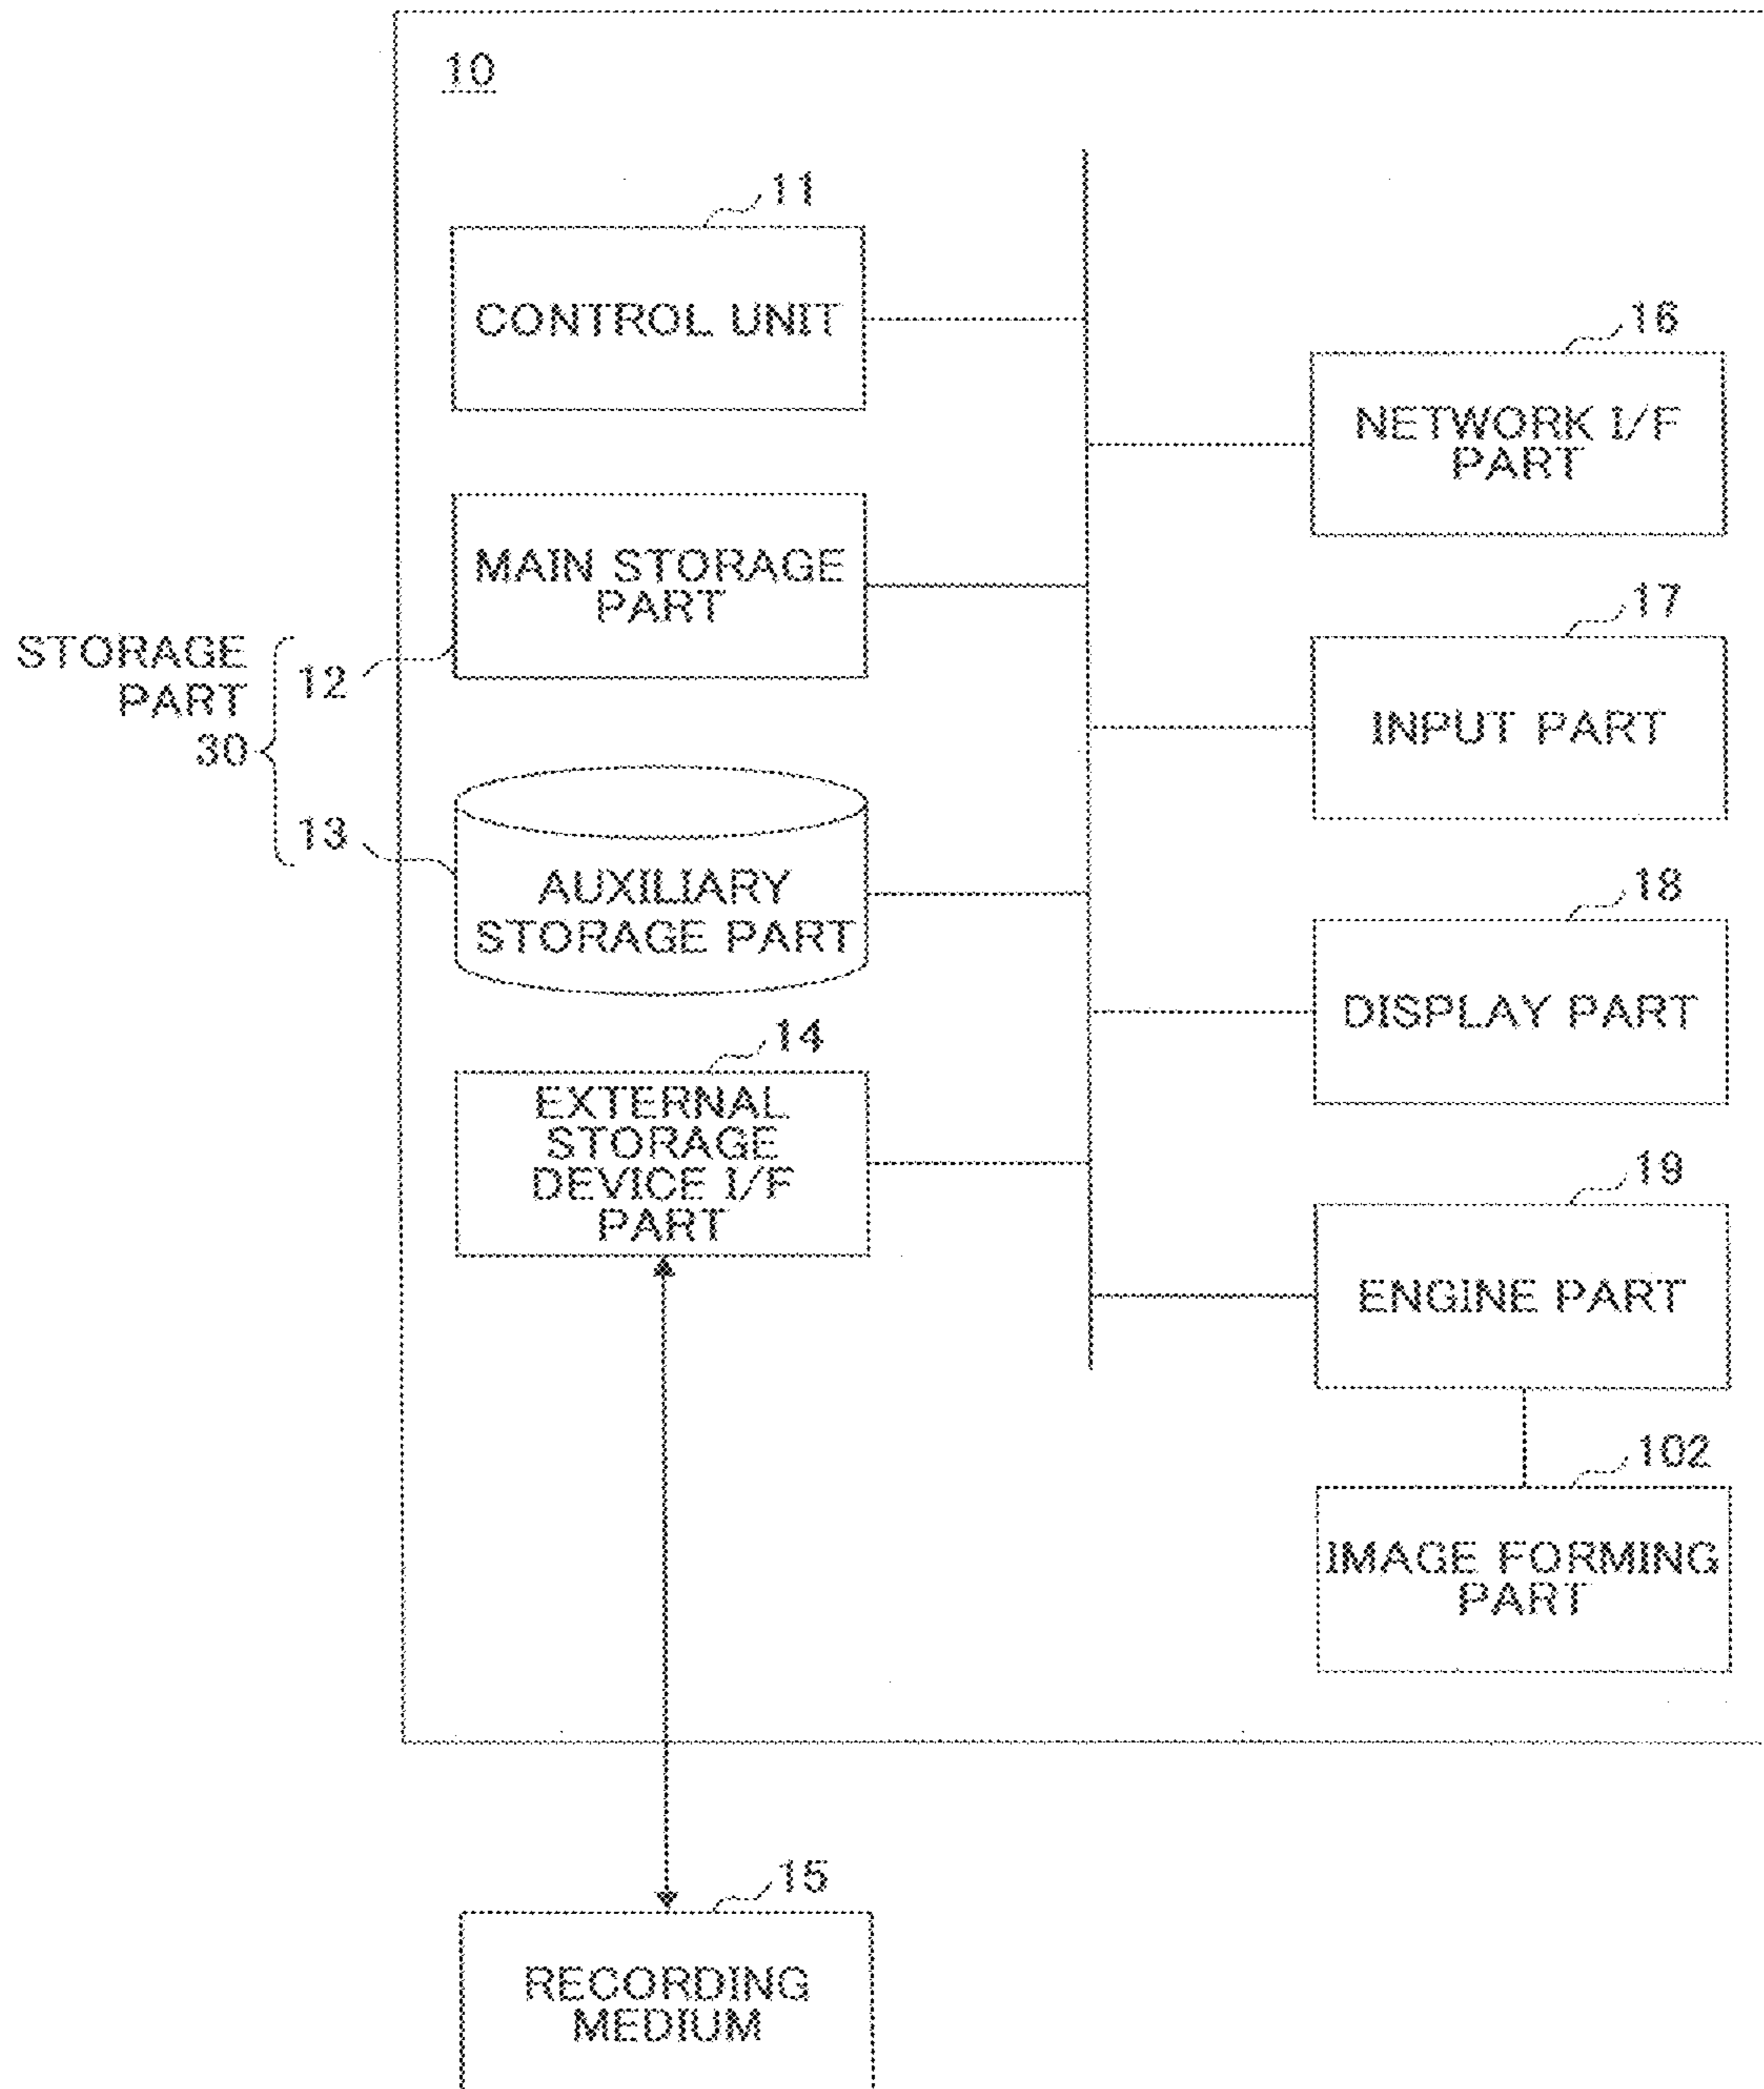 10
11
CONTROL UNIT
16
NETWORK I/F
PART
MAIN STORAGE
PART
STORAGE
PART
30
12
13
17
INPUT PART
AUXILIARY
STORAGE PART
18
DISPLAY PART
14
EXTERNAL
STORAGE
DEVICE I/F
PART
19
ENGINE PART
102
IMAGE FORMING
PART
15
RECORDING
MEDIUM